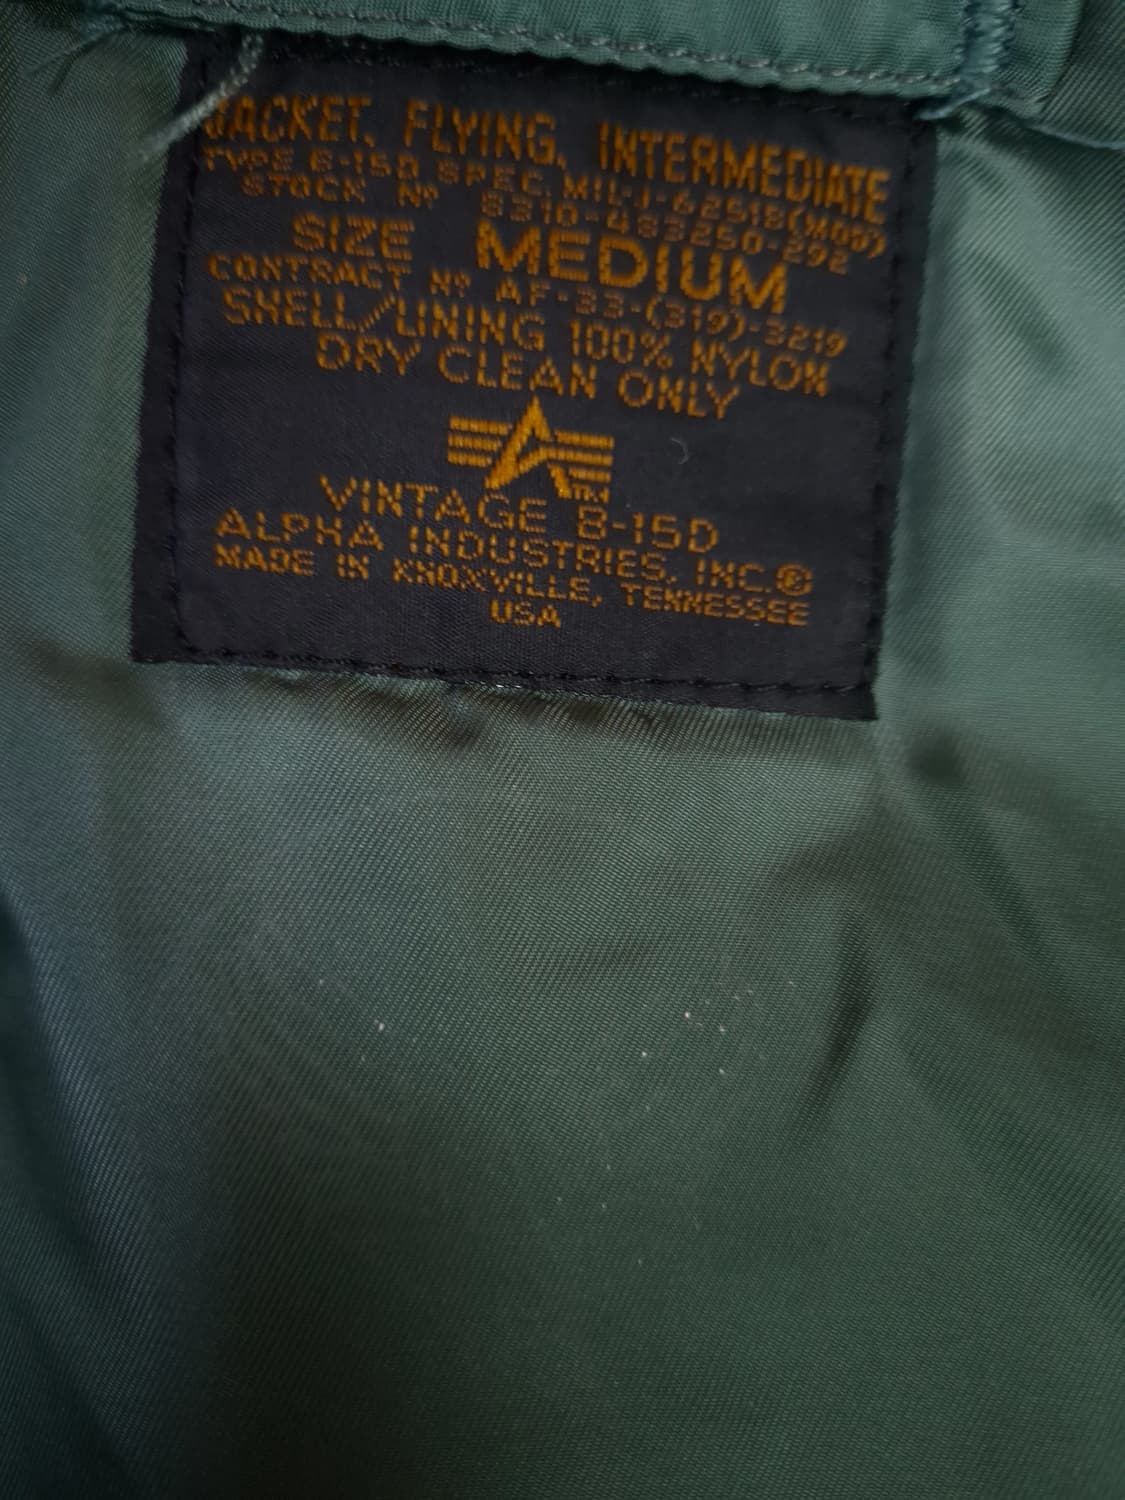 JACKET, FLYING, INTERMEDIATE
TYPE B-15D SPEC, MIL-J-6251B(MOD)
STOCK Nº 8310-483250-292
SIZE MEDIUM
CONTRACT Nº AF-33-(319)-3219
SHELL/LINING 100% NYLON
DRY CLEAN ONLY
TM
VINTAGE B-15D
ALPHA INDUSTRIES, INC.®
MADE IN KNOXVILLE, TENNESSEE
USA